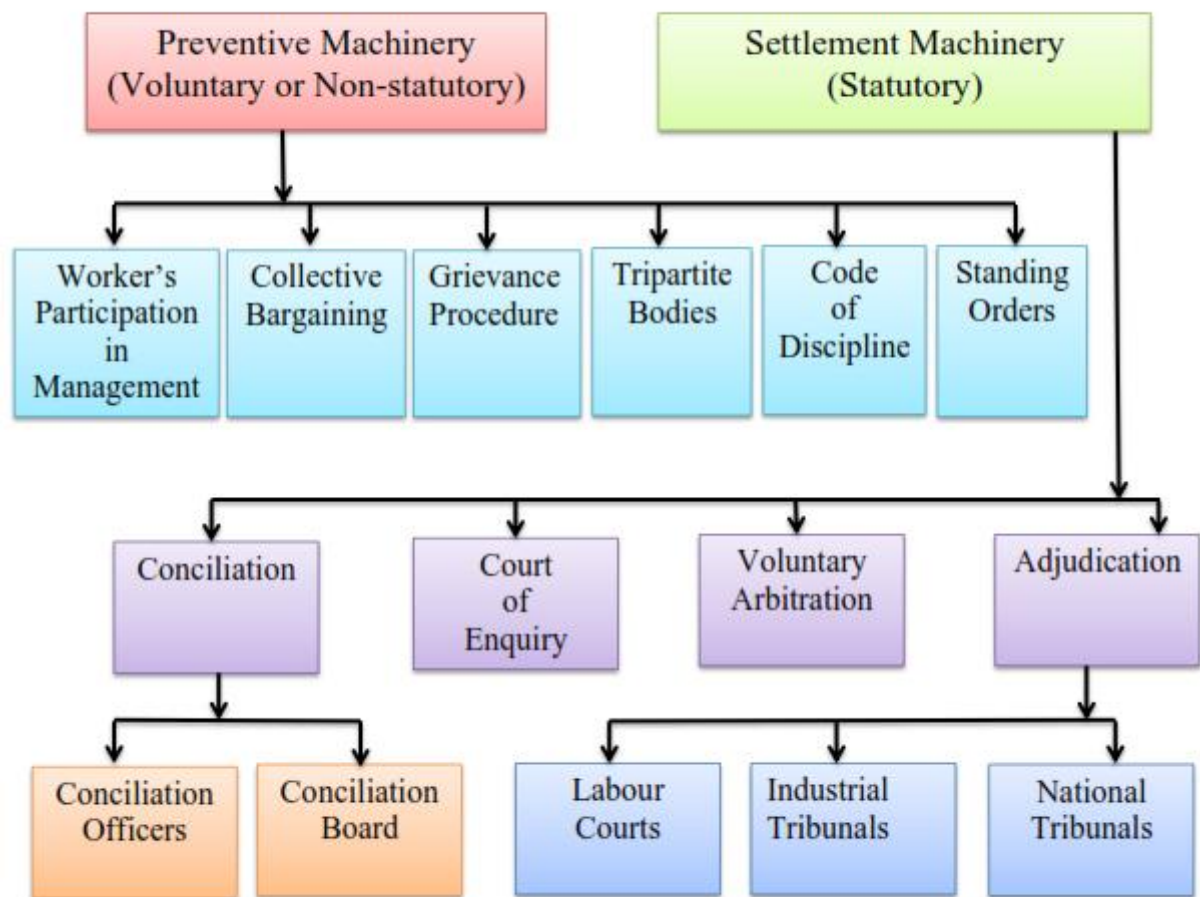 Preventive Machinery
(Voluntary or Non-statutory)
Settlement Machinery
(Statutory)
Worker's
Participation
in
Management
Collective
Bargaining
Grievance
Procedure
Tripartite
Bodies
Code
of
Discipline
Standing
Orders
Conciliation
Court
of
Enquiry
Voluntary
Arbitration
Adjudication
Conciliation
Officers
Conciliation
Board
Labour
Courts
Industrial
Tribunals
National
Tribunals